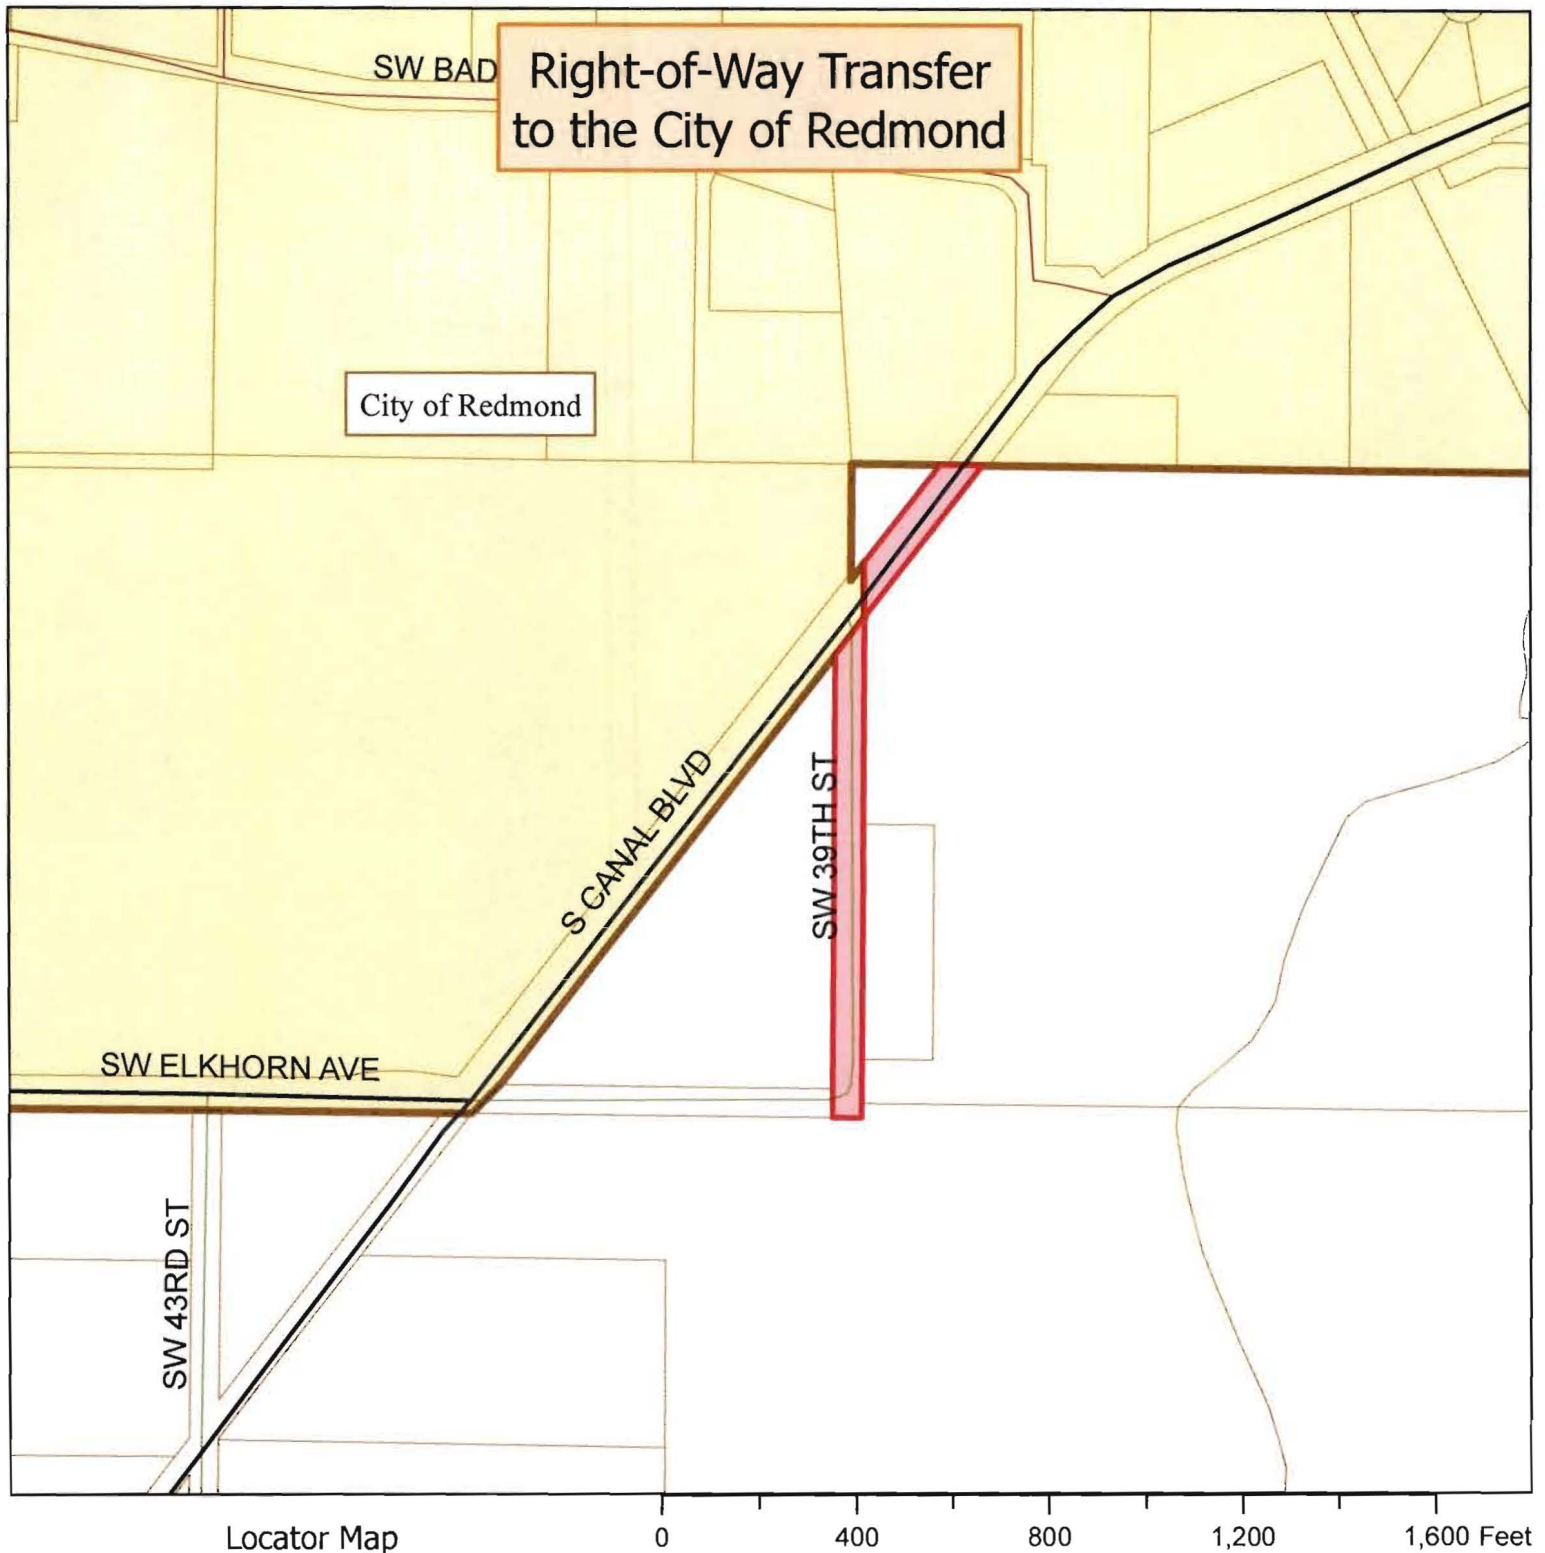 SW BAD
Right-of-Way Transfer
to the City of Redmond
City of Redmond
S CANAL BLVD
SW 39TH ST
SW ELKHORN AVE
SW 43RD ST
Locator Map
0 400 800 1,200 1,600 Feet